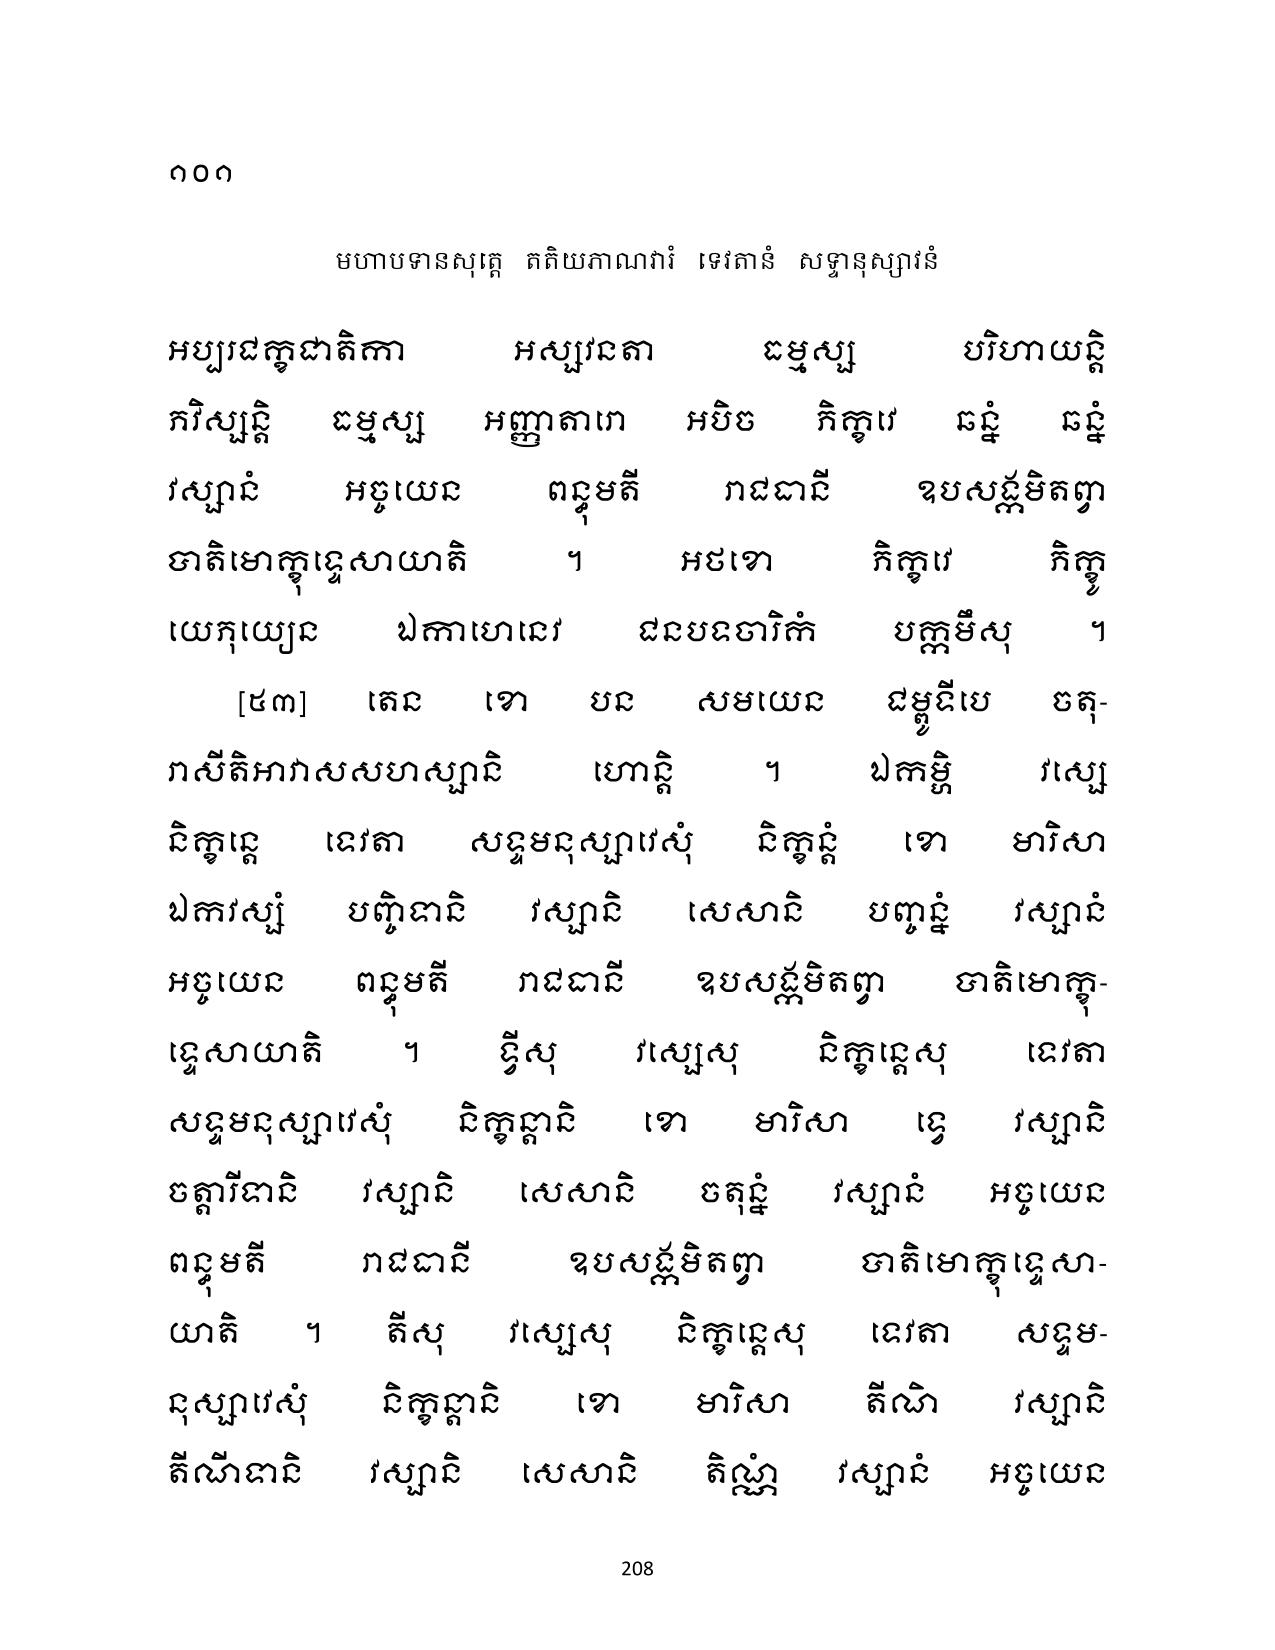 ១០១
មហាបទានសុត្តេ តតិយភាណវារំ ទេវតានំ សទ្ទានុស្សាវនំ
អប្បរជក្ខជាតិកា អស្សវនតា ធម្មស្ស បរិហាយន្តិ
ភវិស្សន្តិ ធម្មស្ស អញ្ញាតារោ អបិច ភិក្ខវេ ឆន្នំ ឆន្នំ
វស្សានំ អច្ចយេន ពន្ធុមតី រាជធានី ឧបសង្កមិតព្វា
បាតិមោក្ខុទ្ទេសាយាតិ ។ អថខោ ភិក្ខវេ ភិក្ខូ
យេភុយ្យេន ឯកាហេនេវ ជនបទចារិកំ បក្កមឹសុ ។
[៥៣] តេន ខោ បន សមយេន ជម្ពូទីបេ ចតុ-
រាសីតិអាវាសសហស្សានិ ហោន្តិ ។ ឯកម្ហិ វស្សេ
និក្ខន្តេ ទេវតា សទ្ទមនុស្សាវេសុំ និក្ខន្តំ ខោ មារិសា
ឯកវស្សំ បញ្ចិទានិ វស្សានិ សេសានិ បញ្ចន្នំ វស្សានំ
អច្ចយេន ពន្ធុមតី រាជធានី ឧបសង្កមិតព្វា បាតិមោក្ខុ-
ទ្ទេសាយាតិ ។ ទ្វីសុ វស្សេសុ និក្ខន្តេសុ ទេវតា
សទ្ទមនុស្សាវេសុំ និក្ខន្តានិ ខោ មារិសា ទ្វេ វស្សានិ
ចត្តារីទានិ វស្សានិ សេសានិ ចតុន្នំ វស្សានំ អច្ចយេន
ពន្ធុមតី រាជធានី ឧបសង្កមិតព្វា បាតិមោក្ខុទ្ទេសា-
យាតិ ។ តីសុ វស្សេសុ និក្ខន្តេសុ ទេវតា សទ្ទម-
នុស្សាវេសុំ និក្ខន្តានិ ខោ មារិសា តីណិ វស្សានិ
តីណីទានិ វស្សានិ សេសានិ តិណ្ណំ វស្សានំ អច្ចយេន
208